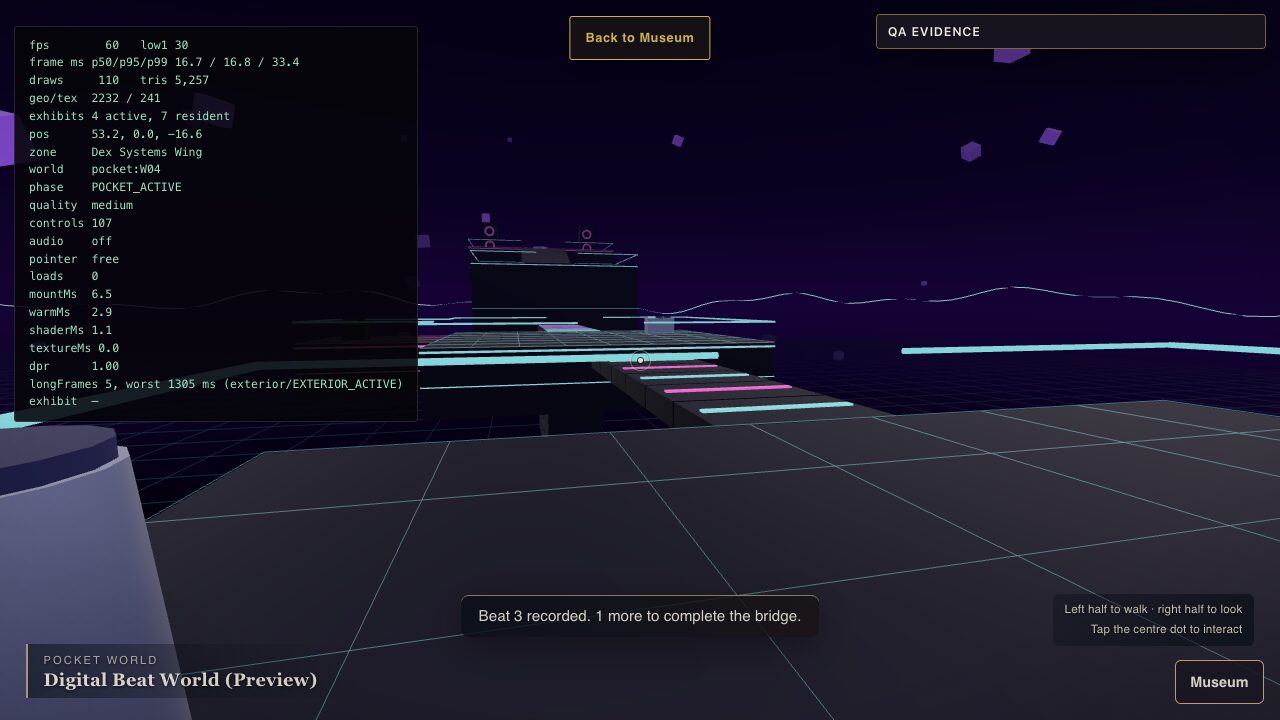 fps 60 low1 30
frame ms p50/p95/p99 16.7 / 16.8 / 33.4
draws 110 tris 5,257
geo/tex 2232 / 241
exhibits 4 active, 7 resident
pos 53.2, 0.0, −16.6
zone Dex Systems Wing
world pocket:W04
phase POCKET_ACTIVE
quality medium
controls 107
audio off
pointer free
loads 0
mountMs 6.5
warmMs 2.9
shaderMs 1.1
textureMs 0.0
dpr 1.00
longFrames 5, worst 1305 ms (exterior/EXTERIOR_ACTIVE)
exhibit —
Back to Museum
QA EVIDENCE
Beat 3 recorded. 1 more to complete the bridge.
Left half to walk · right half to look
Tap the centre dot to interact
POCKET WORLD
Digital Beat World (Preview)
Museum